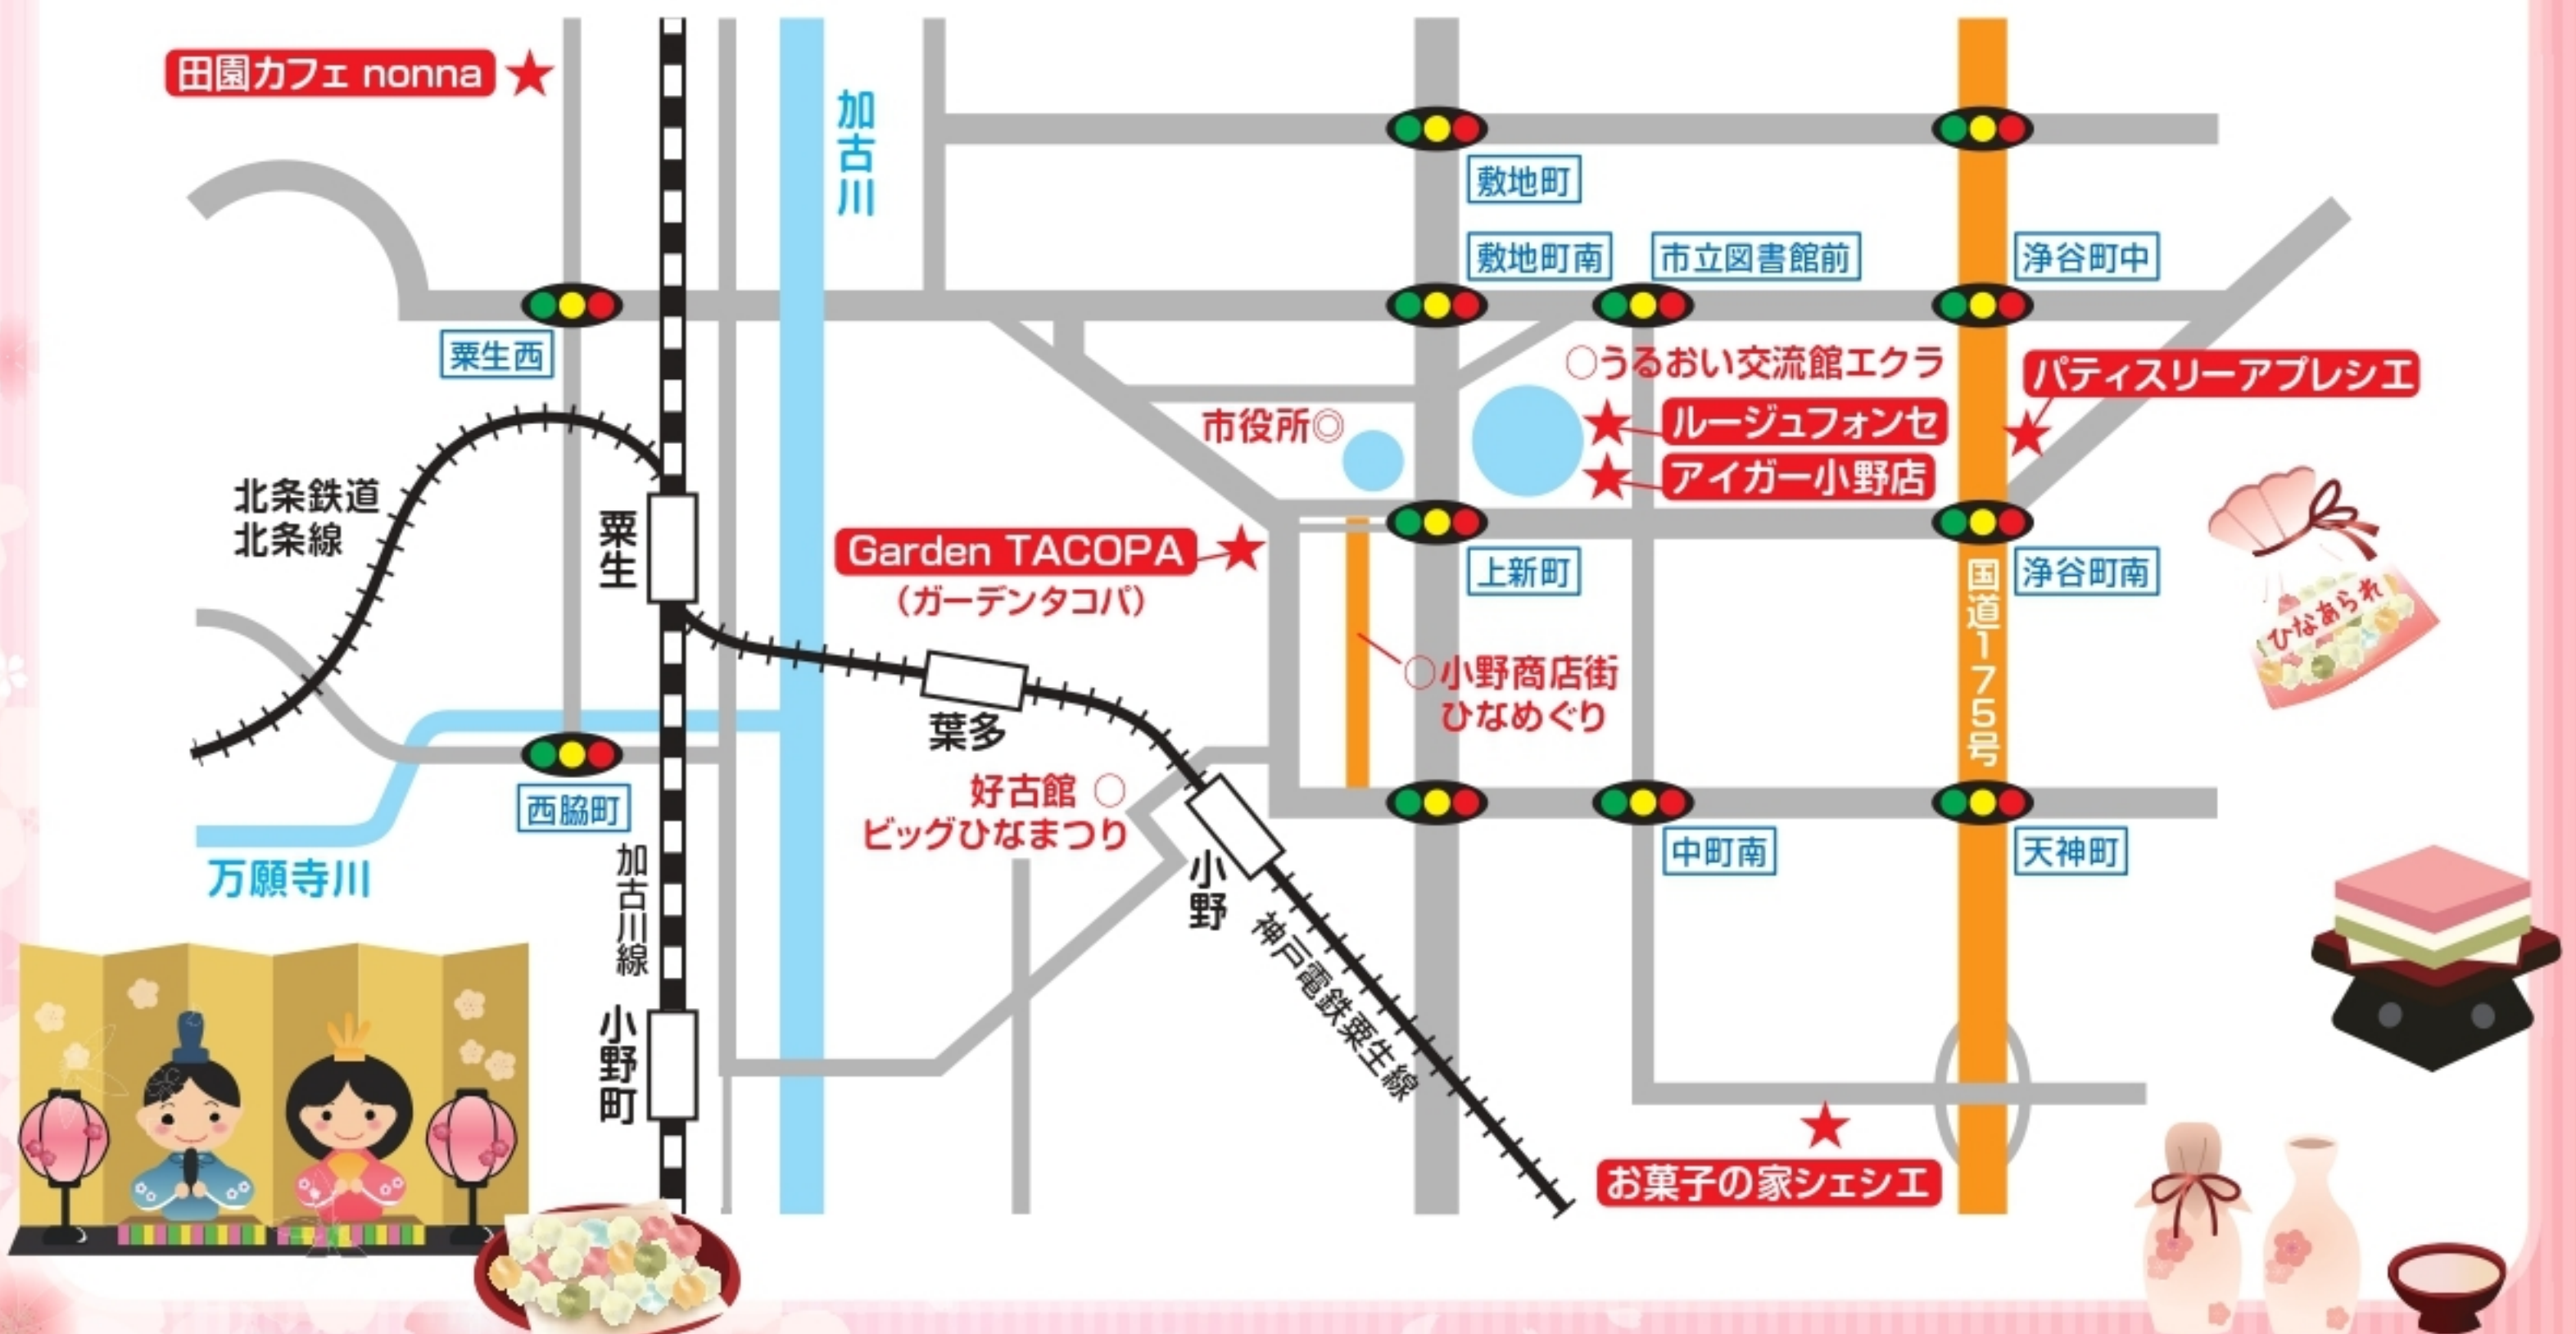 田園カフェ nonna
加古川
敷地町
敷地町南
市立図書館前
浄谷町中
粟生西
○うるおい交流館エクラ
パティスリーアプレシエ
市役所◎
ルージュフォンセ
アイガー小野店
北条鉄道
北条線
粟生
Garden TACOPA
（ガーデンタコパ）
上新町
浄谷町南
国道175号
ひなあられ
○小野商店街
ひなめぐり
葉多
好古館 ○
ビッグひなまつり
西脇町
中町南
天神町
万願寺川
加古川線
小野
神戸電鉄粟生線
小野町
お菓子の家シェシエ